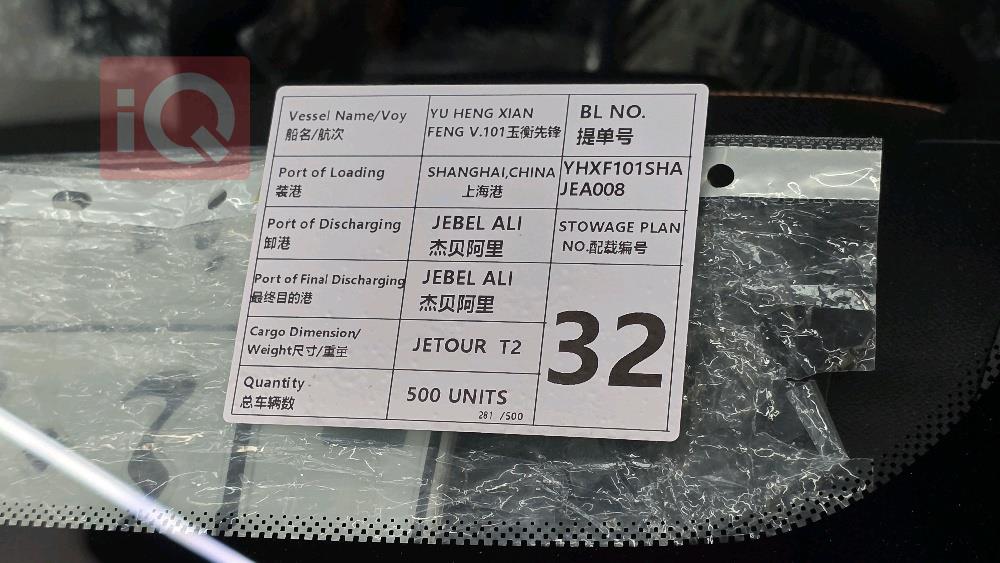 iQ
Vessel Name/Voy
船名/航次
YU HENG XIAN
FENG V.101玉衡先锋
BL NO.
提单号
Port of Loading
装港
SHANGHAI,CHINA
上海港
YHXF101SHA
JEA008
Port of Discharging
卸港
JEBEL ALI
杰贝阿里
STOWAGE PLAN
NO.配载编号
Port of Final Discharging
最终目的港
JEBEL ALI
杰贝阿里
32
Cargo Dimension/
Weight尺寸/重量
JETOUR T2
Quantity
总车辆数
500 UNITS
281 /500